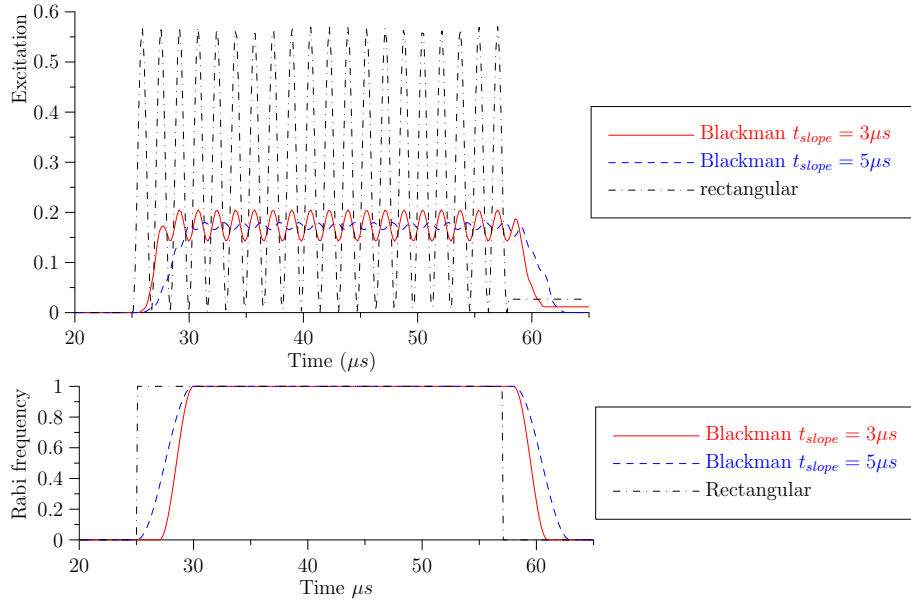 0.6
0.5
0.4
0.3
0.2
0.1
0
Excitation
20 30 40 50 60
Time (μs)
Blackman t_slope = 3μs
Blackman t_slope = 5μs
rectangular
1
0.8
0.6
0.4
0.2
0
Rabi frequency
20 30 40 50 60
Time μs
Blackman t_slope = 3μs
Blackman t_slope = 5μs
Rectangular